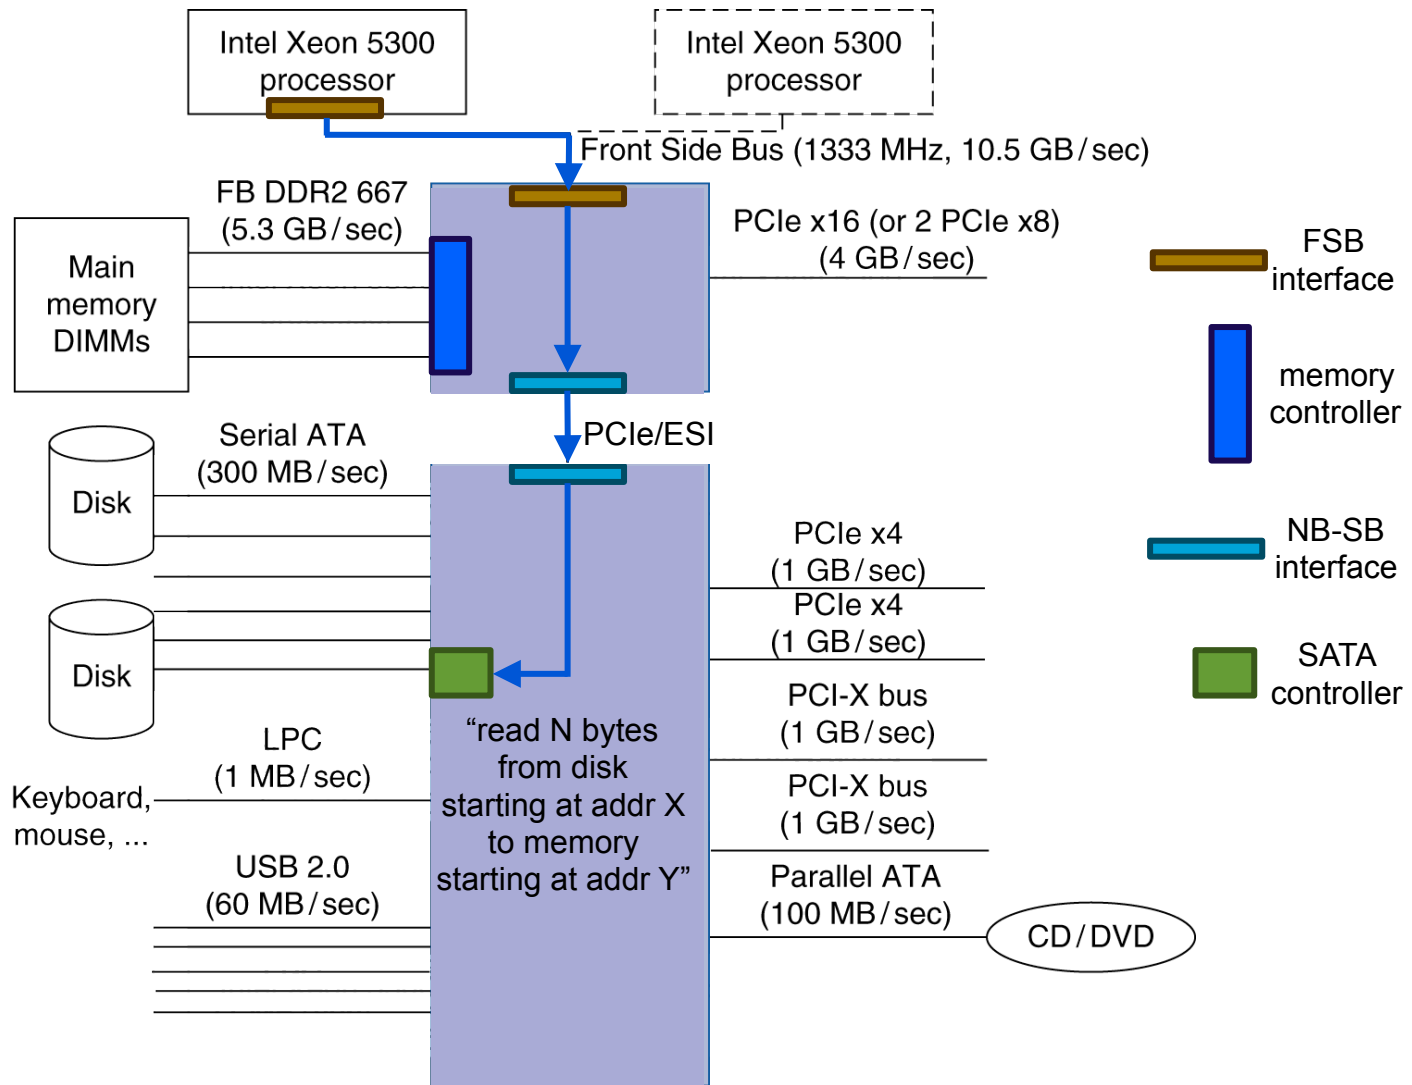 Intel Xeon 5300
processor
Intel Xeon 5300
processor
Front Side Bus (1333 MHz, 10.5 GB/sec)
FB DDR2 667
(5.3 GB/sec)
Main
memory
DIMMs
PCIe x16 (or 2 PCIe x8)
(4 GB/sec)
FSB
interface
memory
controller
PCIe/ESI
Serial ATA
(300 MB/sec)
Disk
PCIe x4
(1 GB/sec)
NB-SB
interface
PCIe x4
(1 GB/sec)
Disk
SATA
controller
PCI-X bus
(1 GB/sec)
“read N bytes
from disk
starting at addr X
to memory
starting at addr Y”
LPC
(1 MB/sec)
Keyboard,
mouse, ...
PCI-X bus
(1 GB/sec)
USB 2.0
(60 MB/sec)
Parallel ATA
(100 MB/sec)
CD/DVD